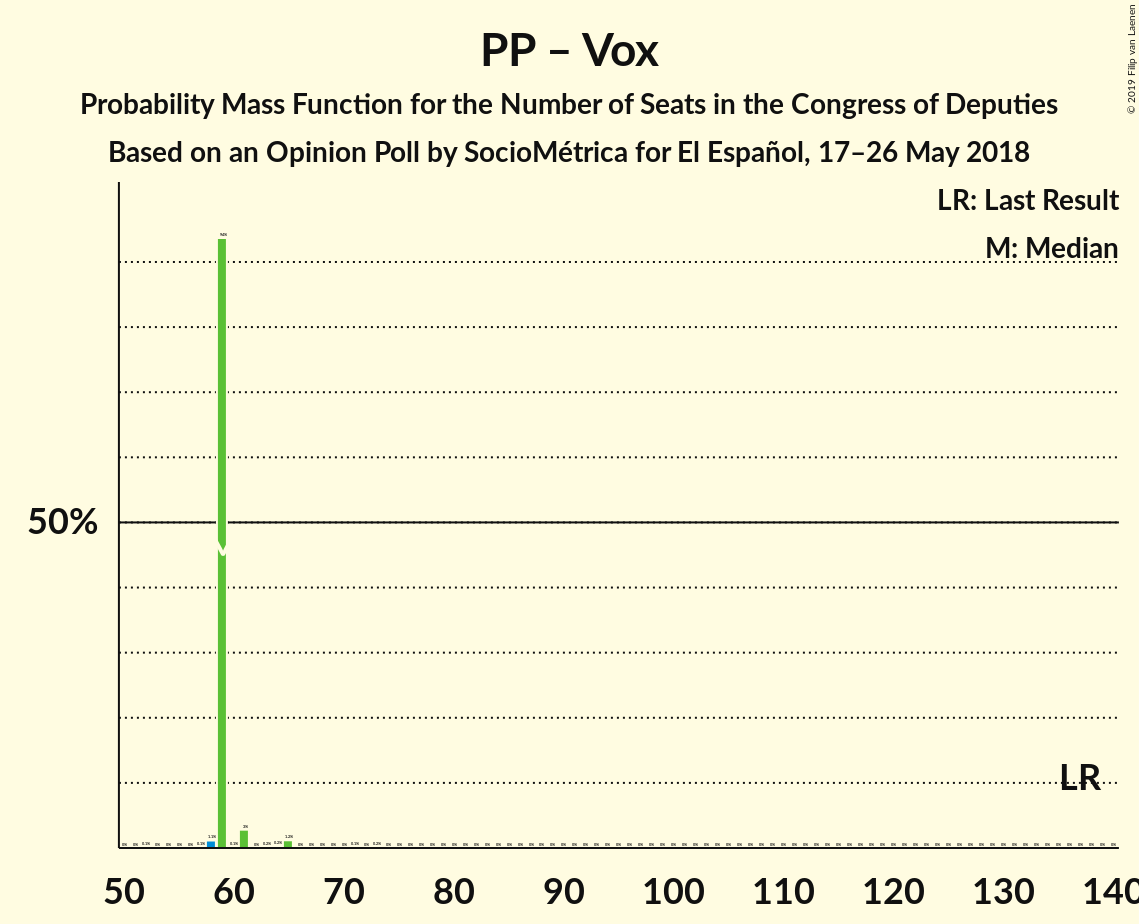 PP – Vox
Probability Mass Function for the Number of Seats in the Congress of Deputies
Based on an Opinion Poll by SocioMétrica for El Español, 17–26 May 2018
© 2019 Filip van Laenen
LR: Last Result
M: Median
50%
M
LR
50 60 70 80 90 100 110 120 130 140